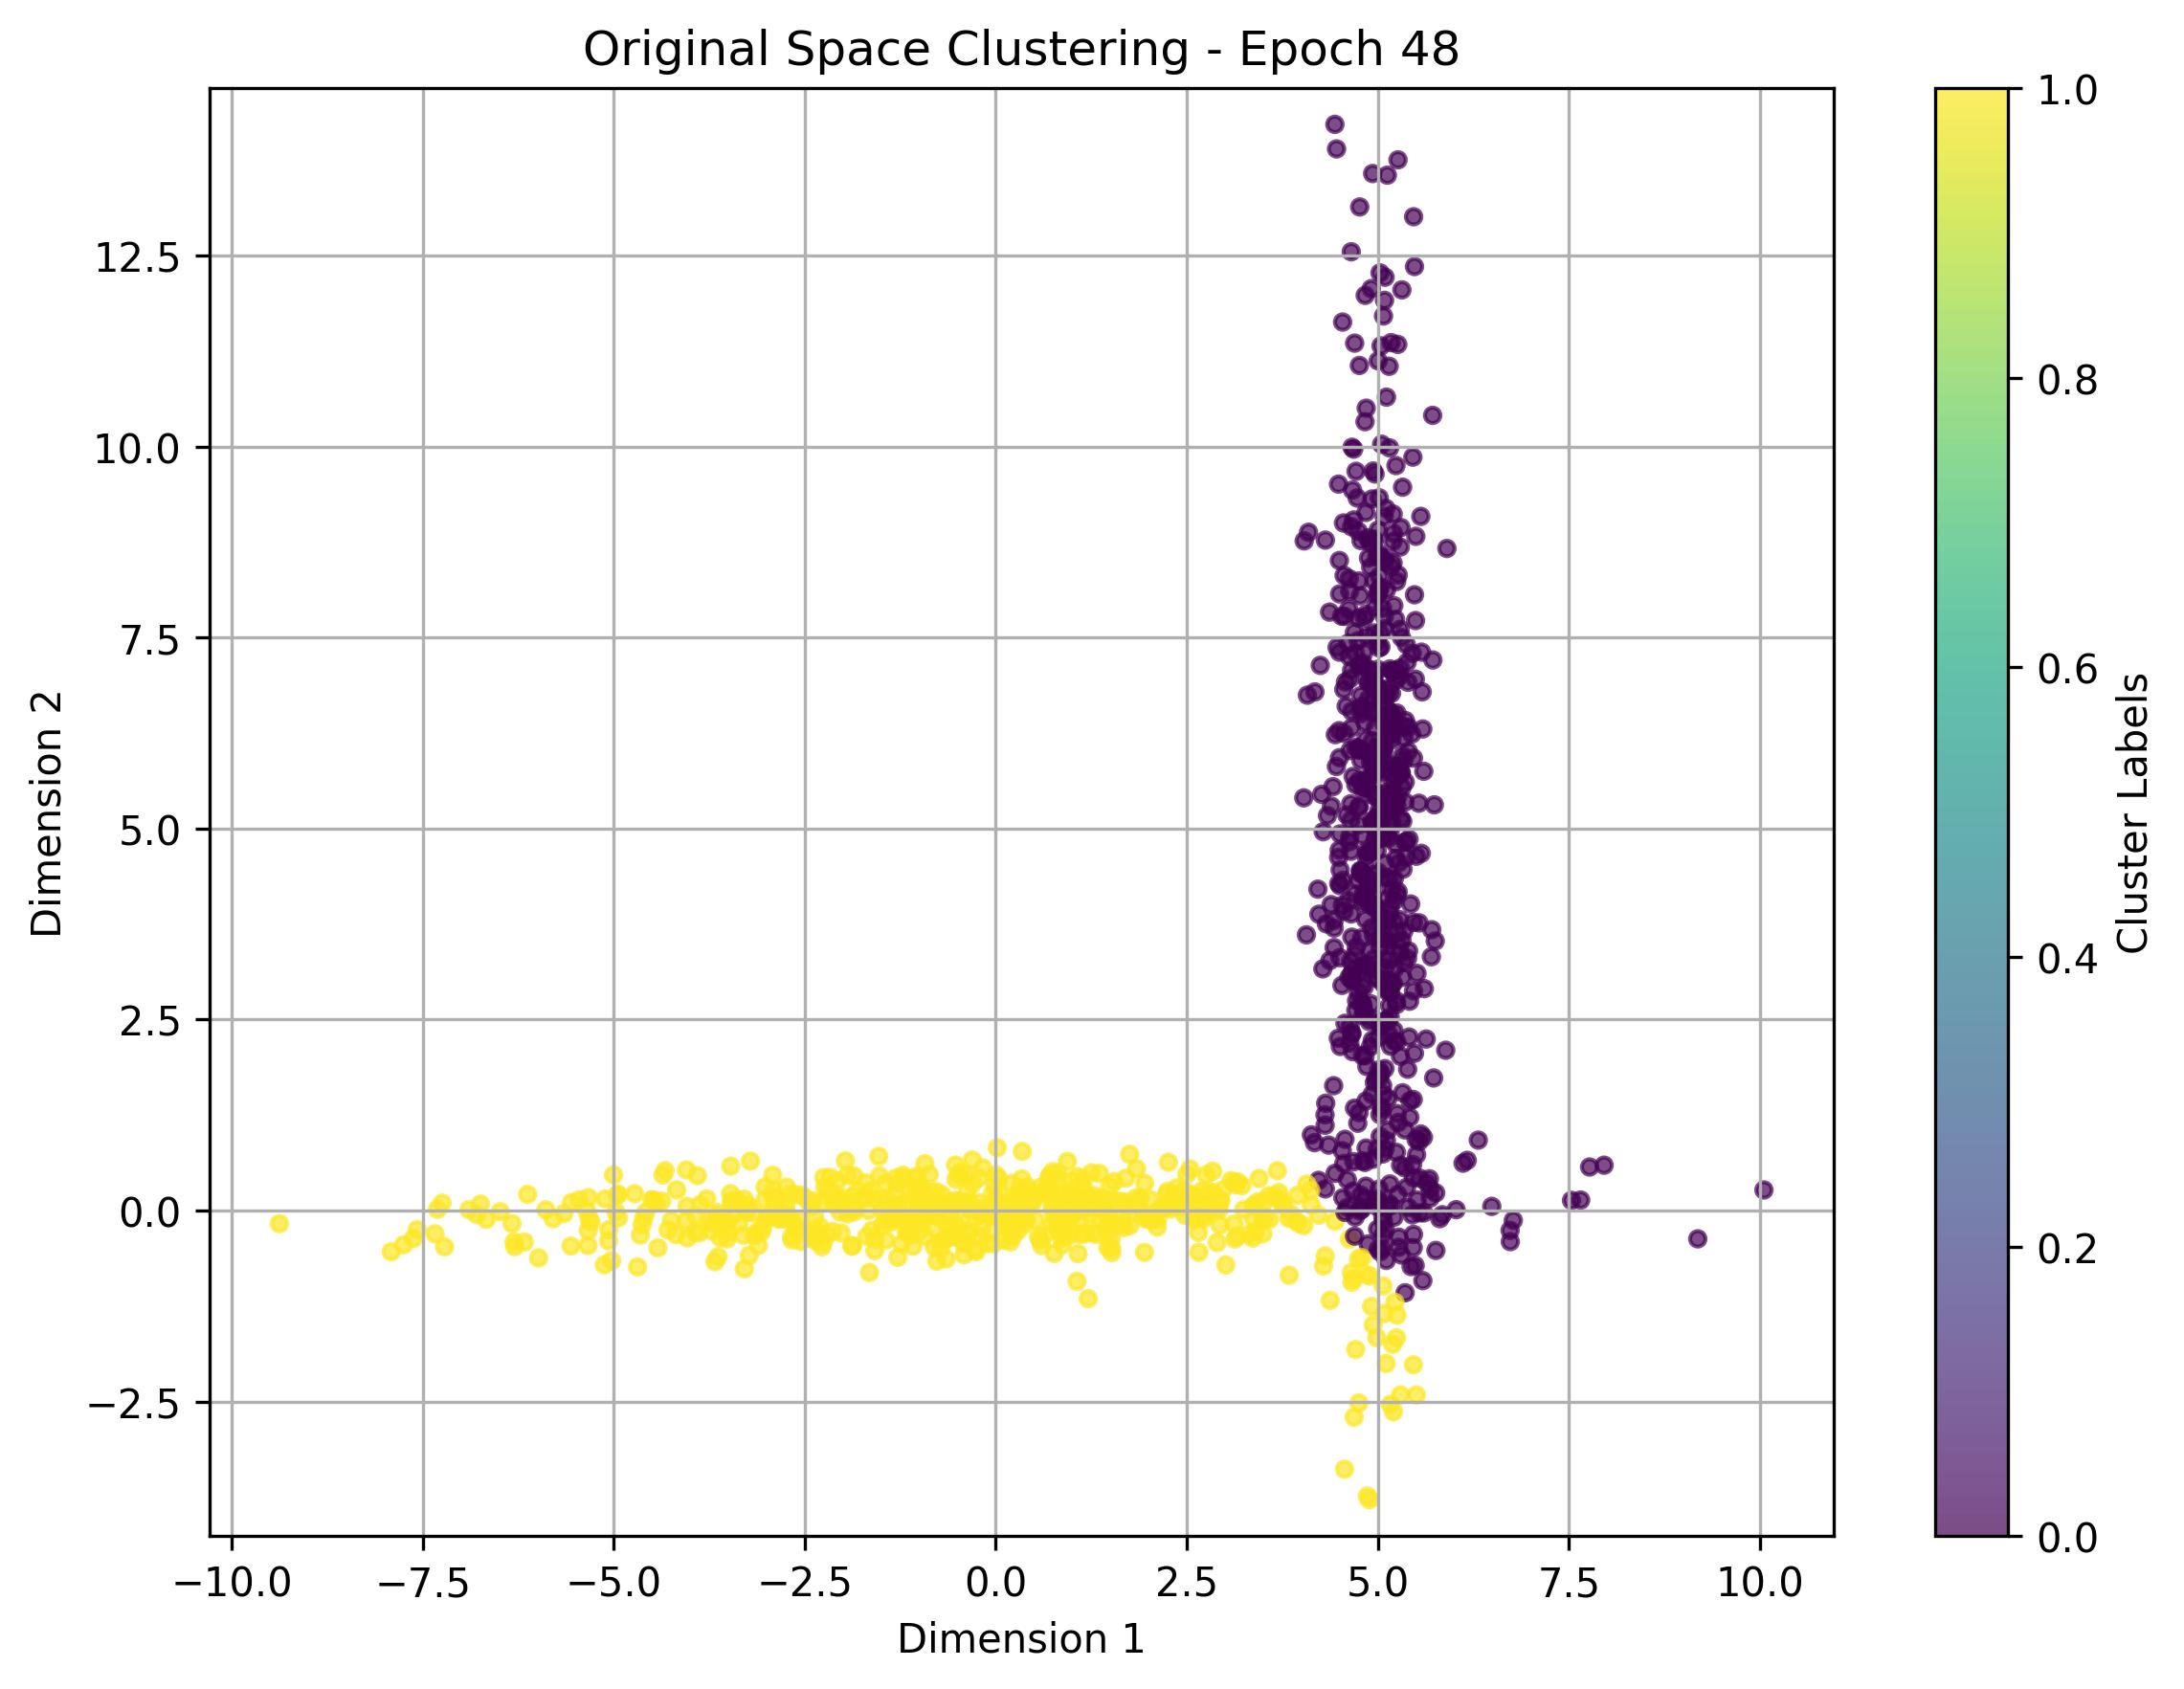 Original Space Clustering - Epoch 48
1.0
0.8
0.6
0.4
0.2
0.0
Cluster Labels
12.5
10.0
7.5
5.0
2.5
0.0
−2.5
Dimension 2
−10.0 −7.5 −5.0 −2.5 0.0 2.5 5.0 7.5 10.0
Dimension 1